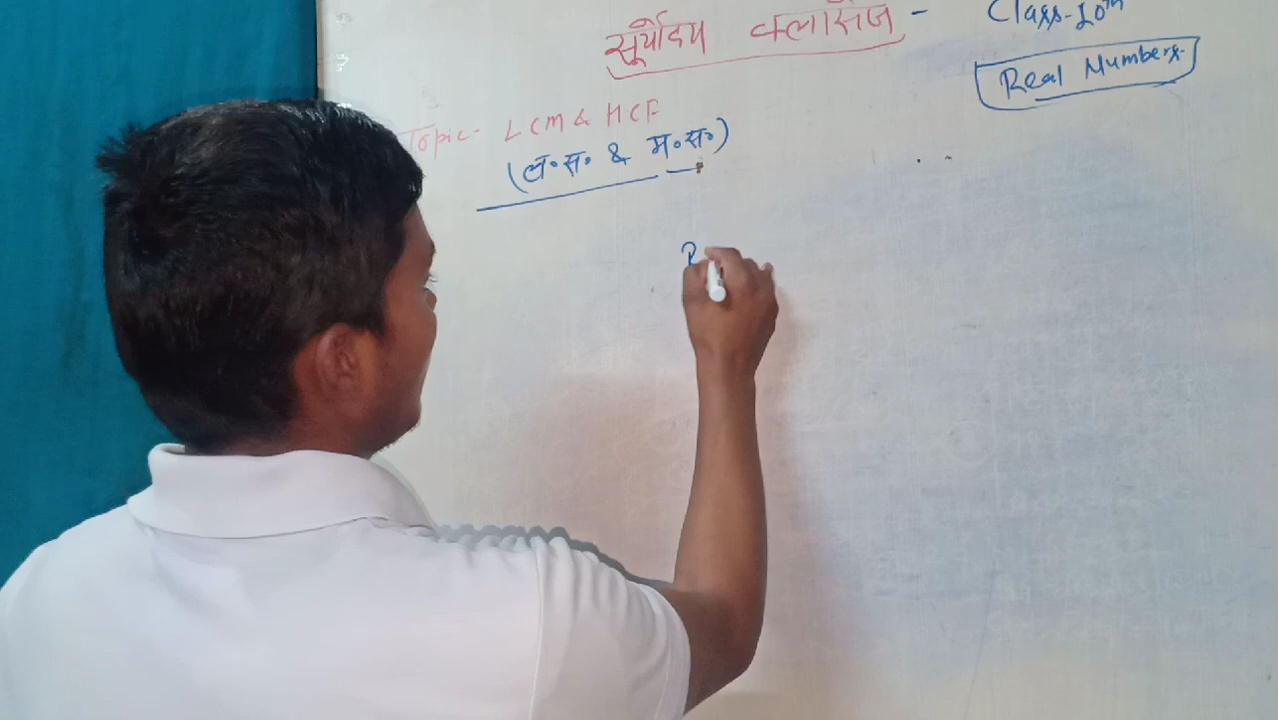 सूर्योदय क्लासिज - Class-10th
Real Numbers.
Topic- LCM & HCF
(ल॰स॰ & म॰स॰)
R